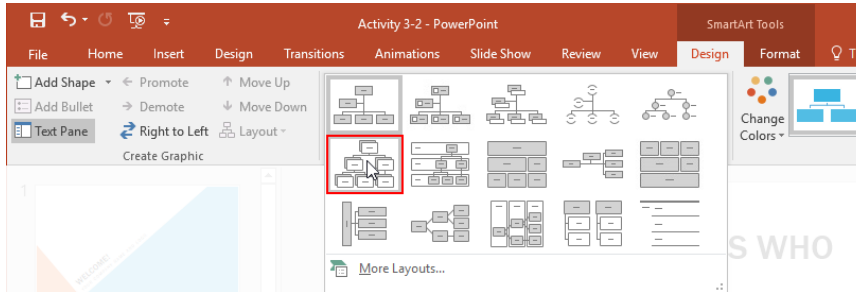 Activity 3-2 - PowerPoint
SmartArt Tools
File Home Insert Design Transitions Animations Slide Show Review View Design Format T
Add Shape Promote Move Up
Add Bullet Demote Move Down
Text Pane Right to Left Layout
Create Graphic
Change
Colors
1
WELCOME!
S WHO
More Layouts...